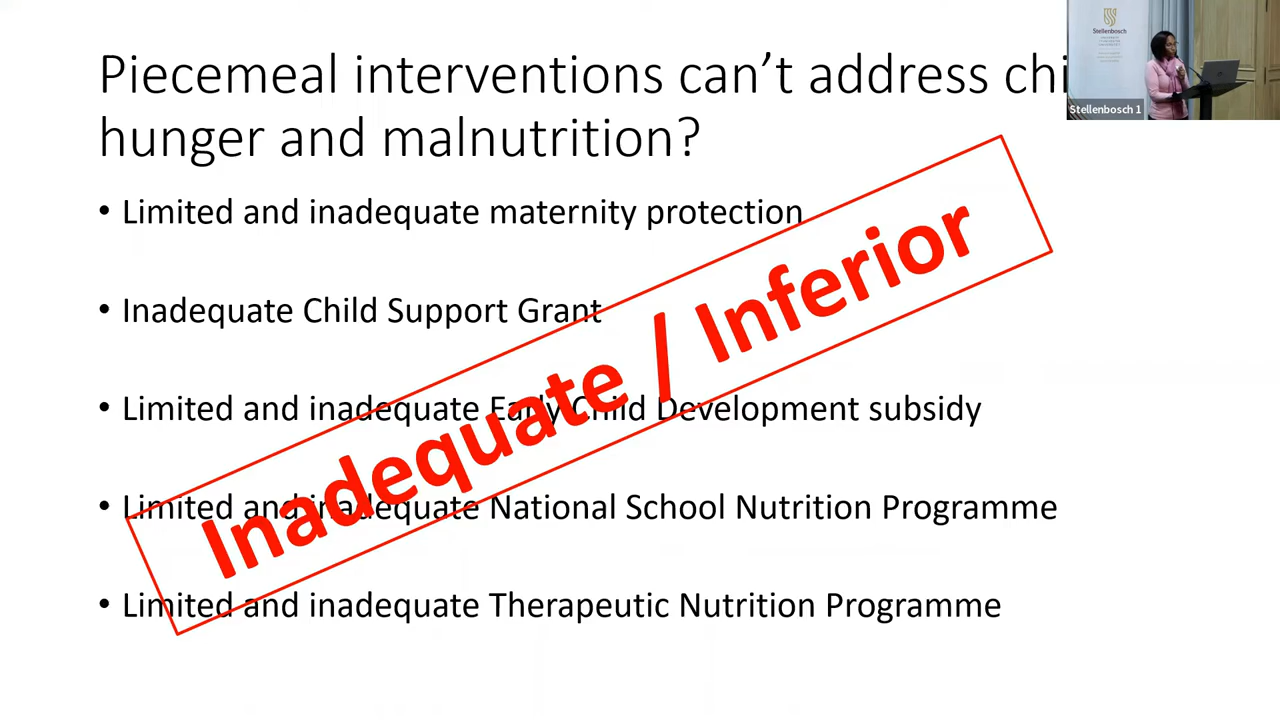 Piecemeal interventions can't address chi
hunger and malnutrition?
Stellenbosch
Stellenbosch 1
• Limited and inadequate maternity protection
• Inadequate Child Support Grant
• Limited and inadequate Early Child Development subsidy
• Limited and inadequate National School Nutrition Programme
• Limited and inadequate Therapeutic Nutrition Programme
Inadequate / Inferior